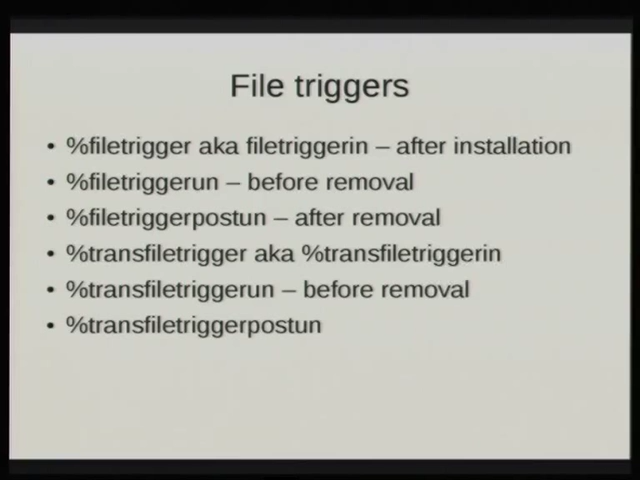 File triggers
• %filetrigger aka filetriggerin – after installation
• %filetriggerun – before removal
• %filetriggerpostun – after removal
• %transfiletrigger aka %transfiletriggerin
• %transfiletriggerun – before removal
• %transfiletriggerpostun